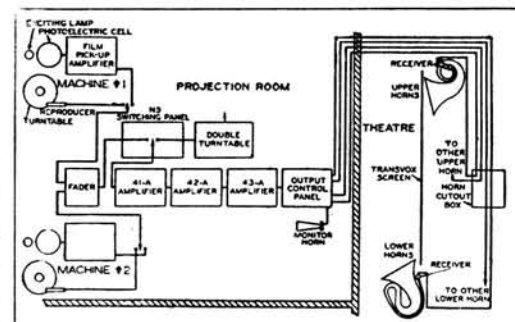 EXCITING LAMP
PHOTOELECTRIC CELL
FILM
PICK-UP
AMPLIFIER
MACHINE #1
REPRODUCER
TURNTABLE
PROJECTION ROOM
SWITCHING PANEL
DOUBLE
TURNTABLE
FADER
41-A
AMPLIFIER
42-A
AMPLIFIER
43-A
AMPLIFIER
OUTPUT
CONTROL
PANEL
MONITOR
HORN
MACHINE #2
THEATRE
RECEIVER
UPPER
HORNS
TO
OTHER
UPPER
HORN
TRANSVOX
SCREEN
HORN
CUTOUT
BOX
LOWER
HORNS
RECEIVER
TO OTHER
LOWER HORN